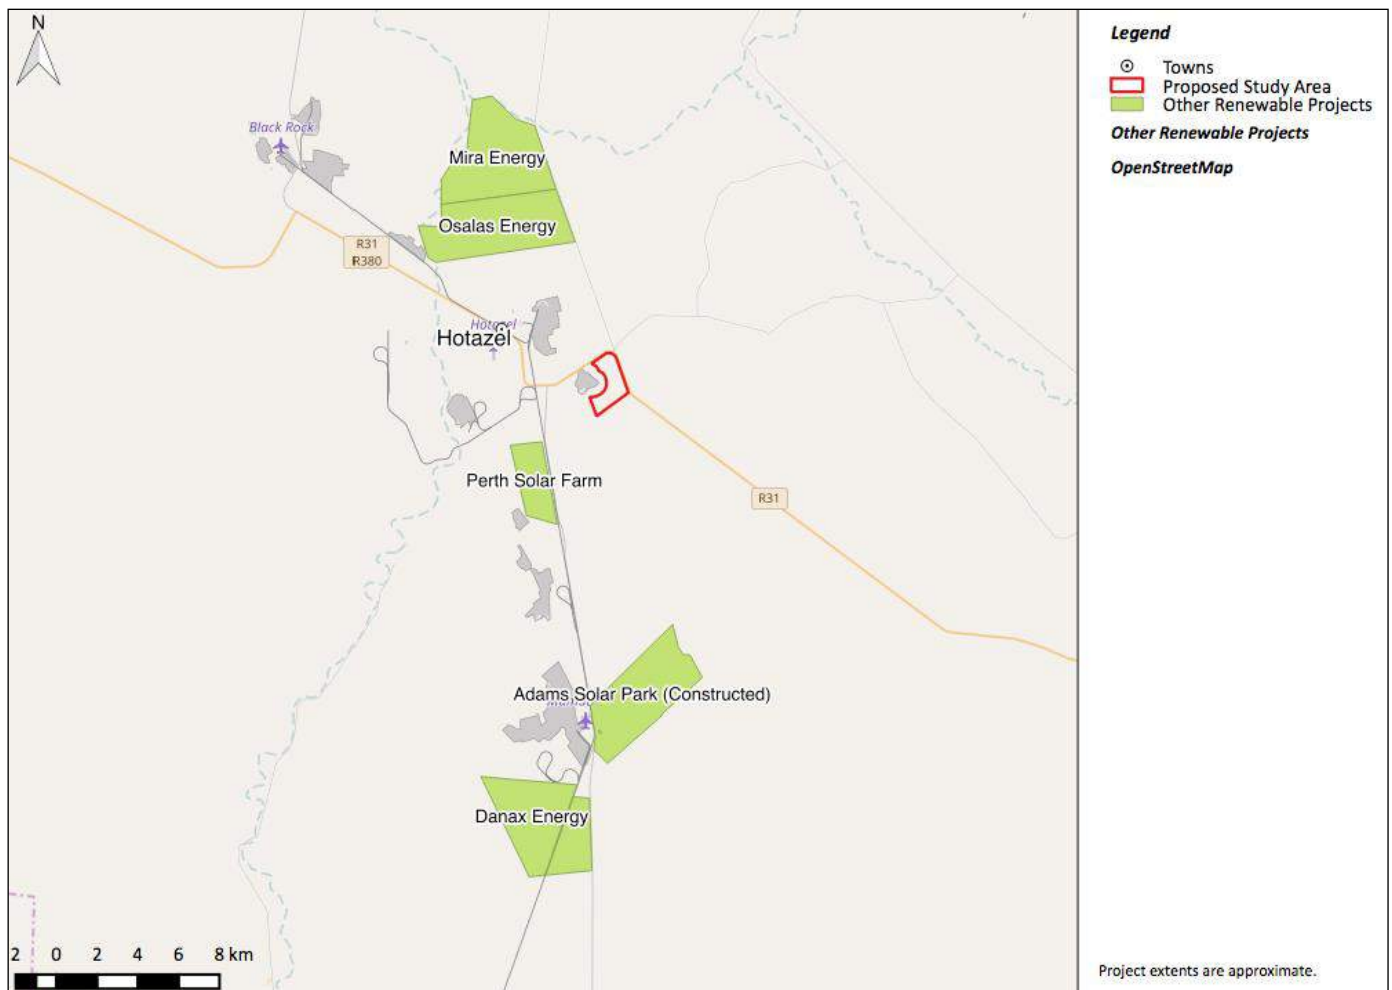 N
Black Rock
Mira Energy
Osalas Energy
R31
R380
Hotazel
Hotazel
Perth Solar Farm
R31
Adams Solar Park (Constructed)
Danax Energy
2 0 2 4 6 8 km
Legend
Towns
Proposed Study Area
Other Renewable Projects
Other Renewable Projects
OpenStreetMap
Project extents are approximate.